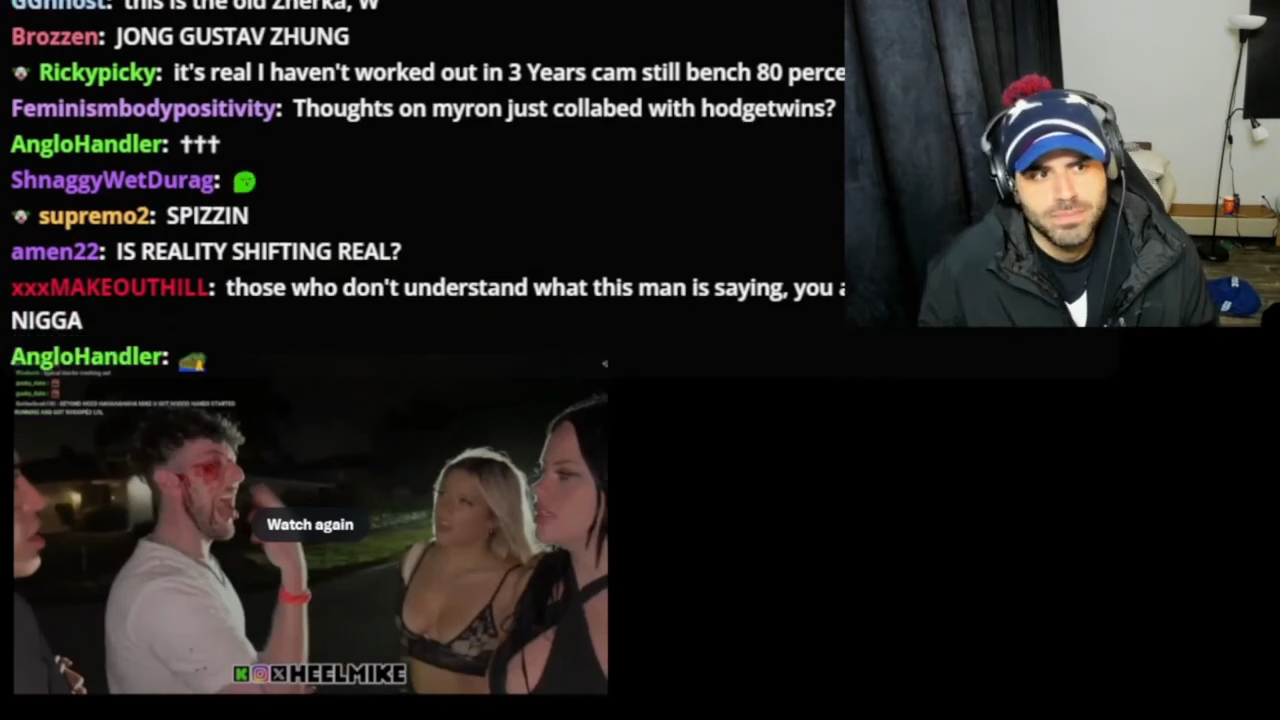 GGnnost: this is the old Zherka, W
Brozzen: JONG GUSTAV ZHUNG
Rickypicky: it's real I haven't worked out in 3 Years cam still bench 80 perce
Feminismbodypositivity: Thoughts on myron just collabed with hodgetwins?
AngloHandler: ✝✝✝
ShnaggyWetDurag:
supremo2: SPIZZIN
amen22: IS REALITY SHIFTING REAL?
xxxMAKEOUTHILL: those who don't understand what this man is saying, you a
NIGGA
AngloHandler:
Watch again
K X HEELMIKE